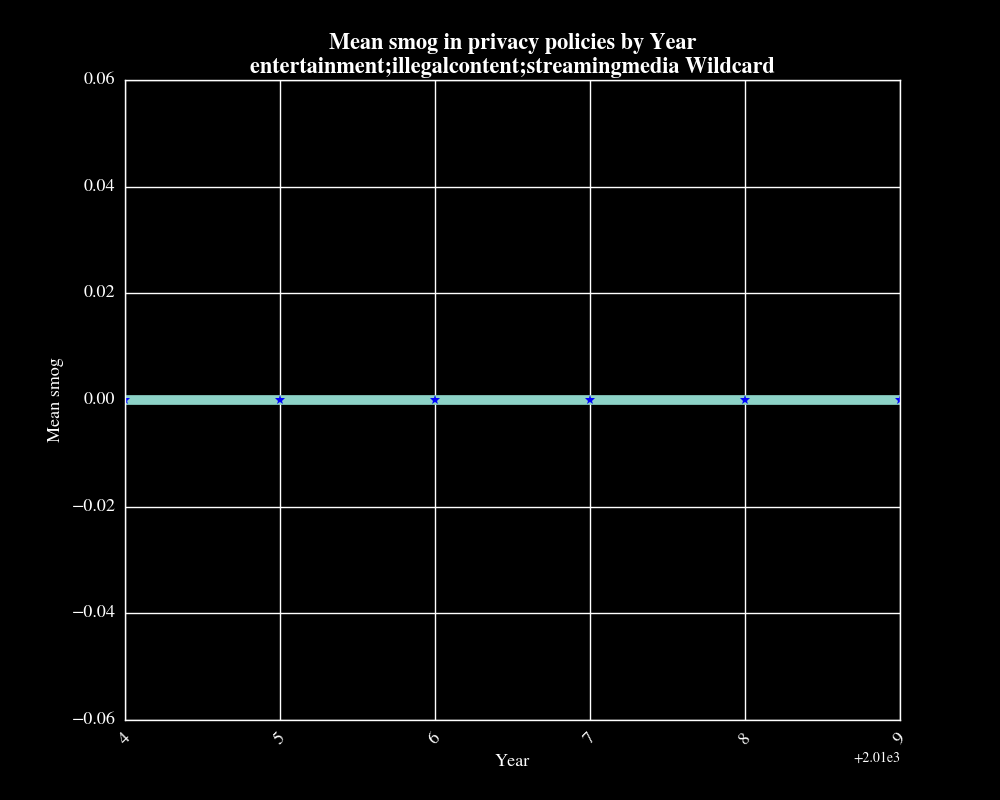 Mean smog in privacy policies by Year
entertainment;illegalcontent;streamingmedia Wildcard
0.06
0.04
0.02
0.00
−0.02
−0.04
−0.06
Mean smog
4 5 6 7 8 9
Year
+2.01e3